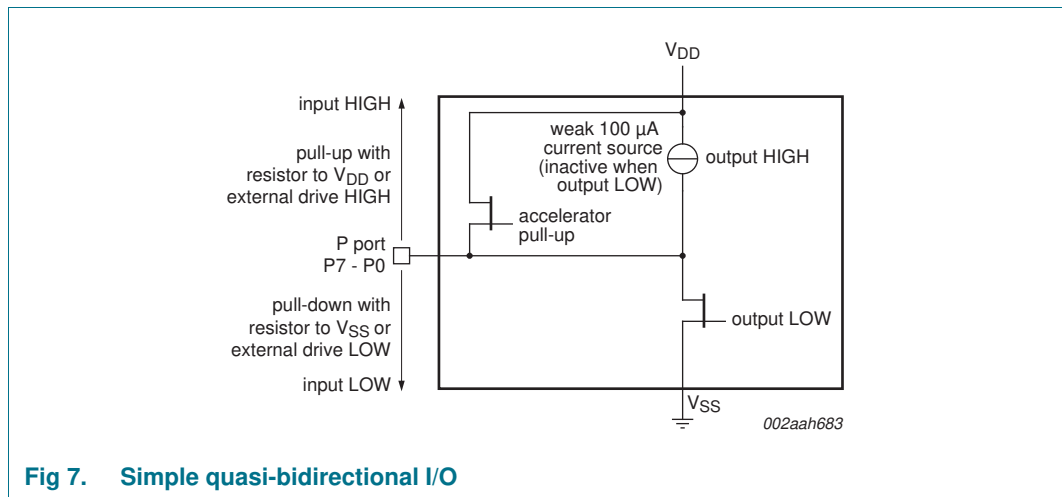 VDD
input HIGH
pull-up with
resistor to VDD or
external drive HIGH
weak 100 µA
current source
(inactive when
output LOW)
output HIGH
accelerator
pull-up
P port
P7 - P0
pull-down with
resistor to VSS or
external drive LOW
input LOW
output LOW
VSS
002aah683
Fig 7. Simple quasi-bidirectional I/O